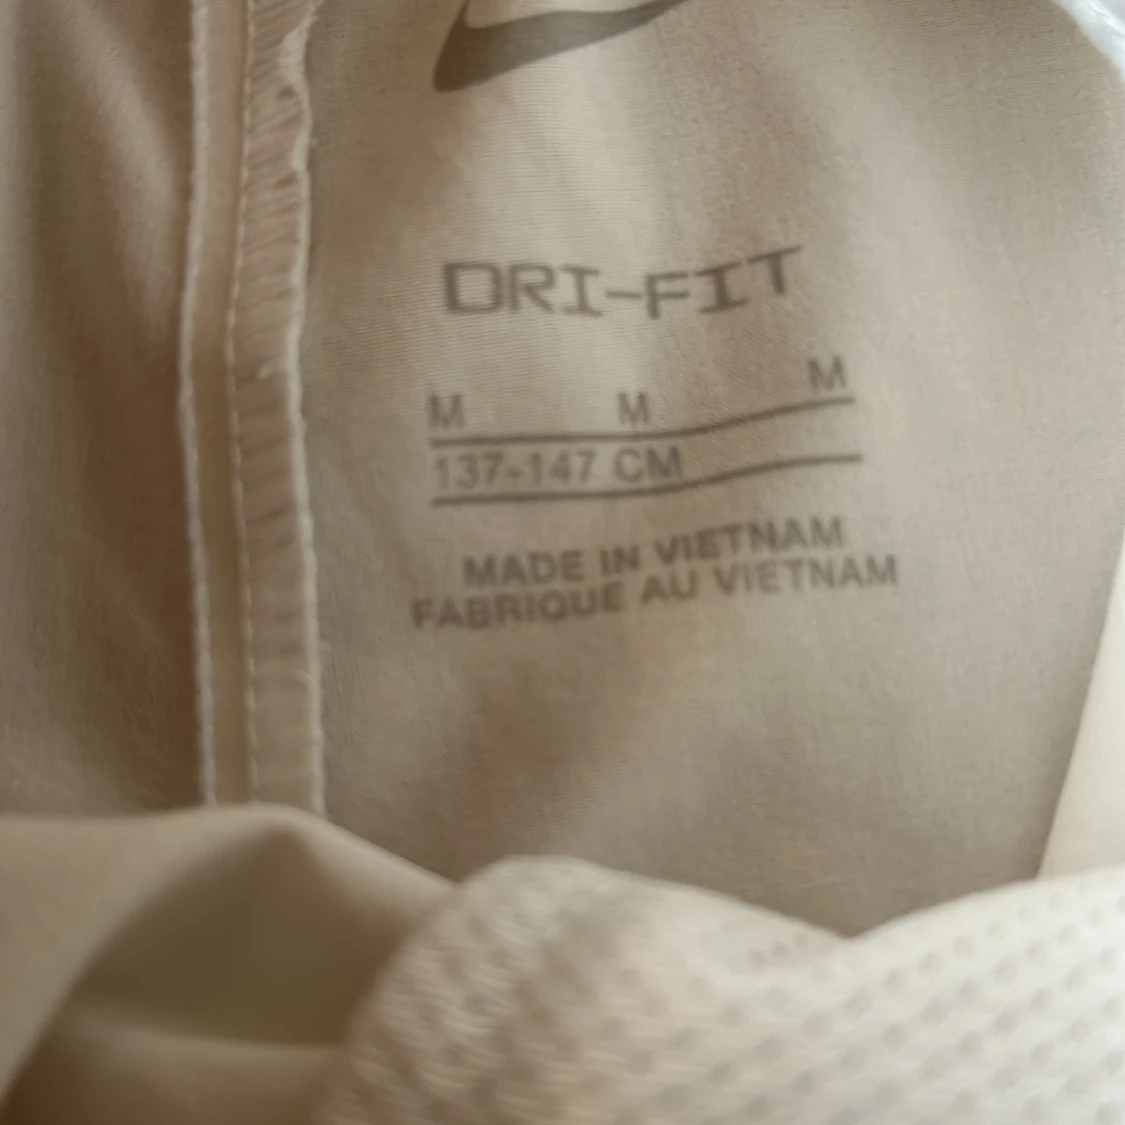 DRI-FIT
M M M
137-147 CM
MADE IN VIETNAM
FABRIQUE AU VIETNAM